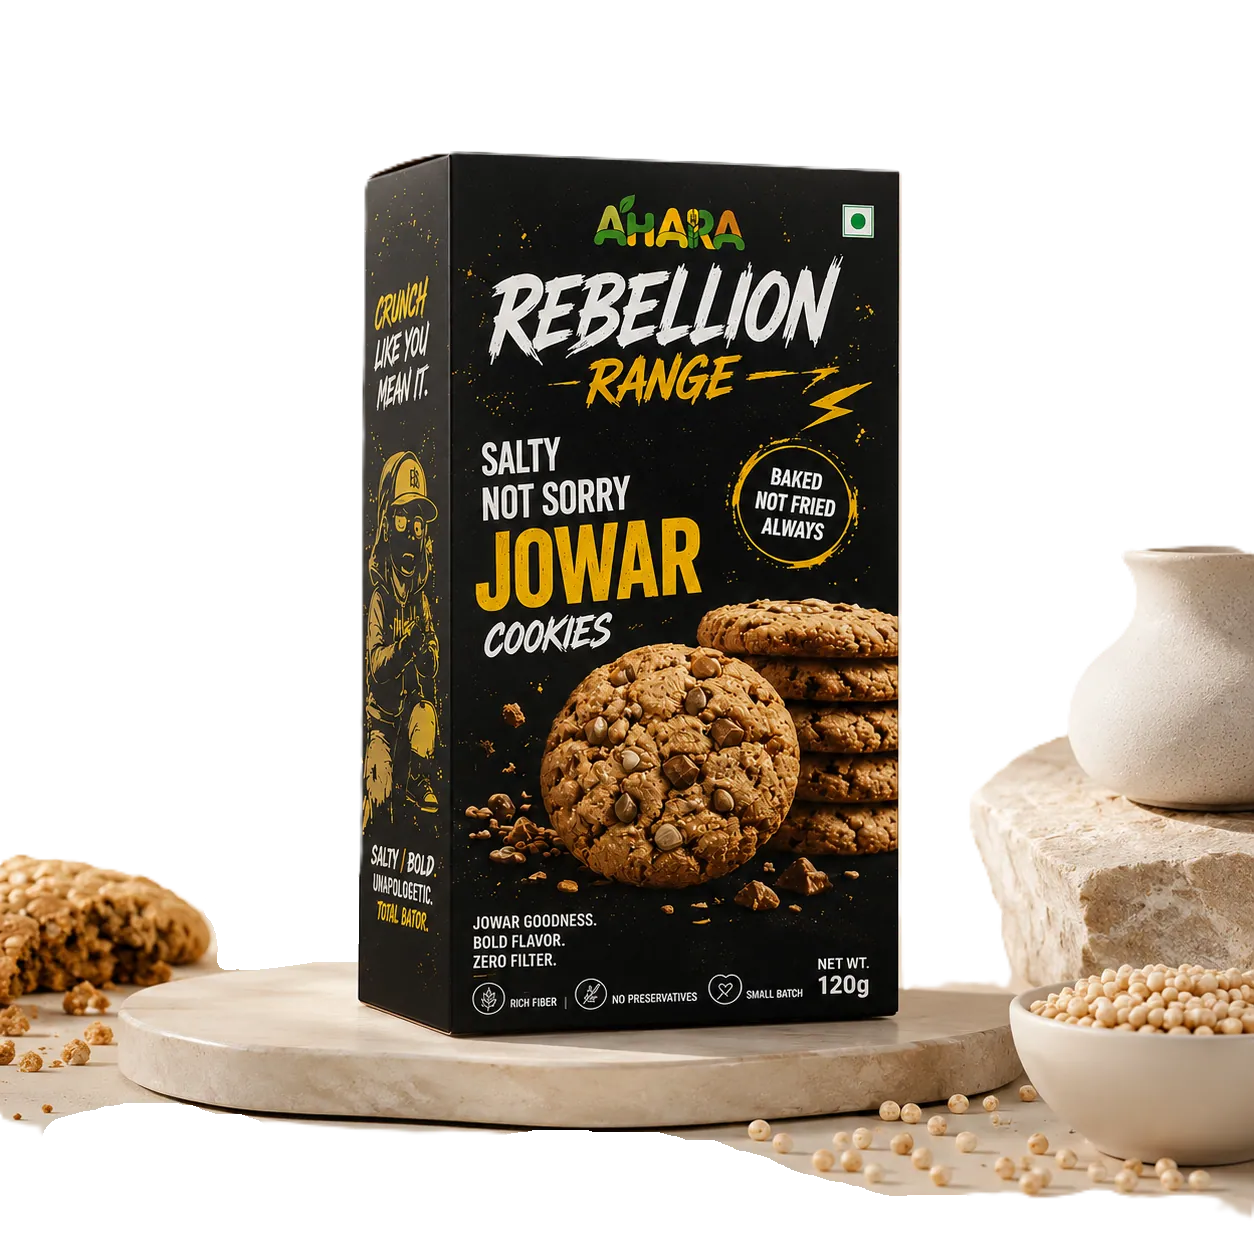 AHARA
REBELLION
RANGE
SALTY
NOT SORRY
JOWAR
COOKIES
BAKED
NOT FRIED
ALWAYS
JOWAR GOODNESS.
BOLD FLAVOR.
ZERO FILTER.
RICH FIBER | NO PRESERVATIVES SMALL BATCH
NET WT.
120g
CRUNCH
LIKE YOU
MEAN IT.
SALTY / BOLD.
UNAPOLOGETIC.
TOTAL BATOR.